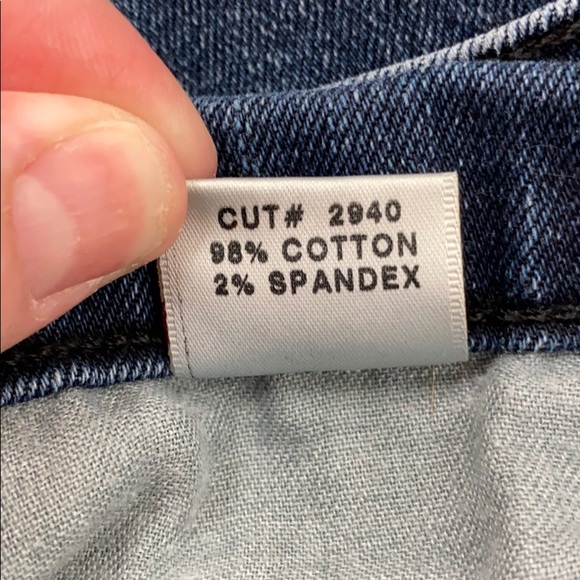 CUT# 2940
98% COTTON
2% SPANDEX